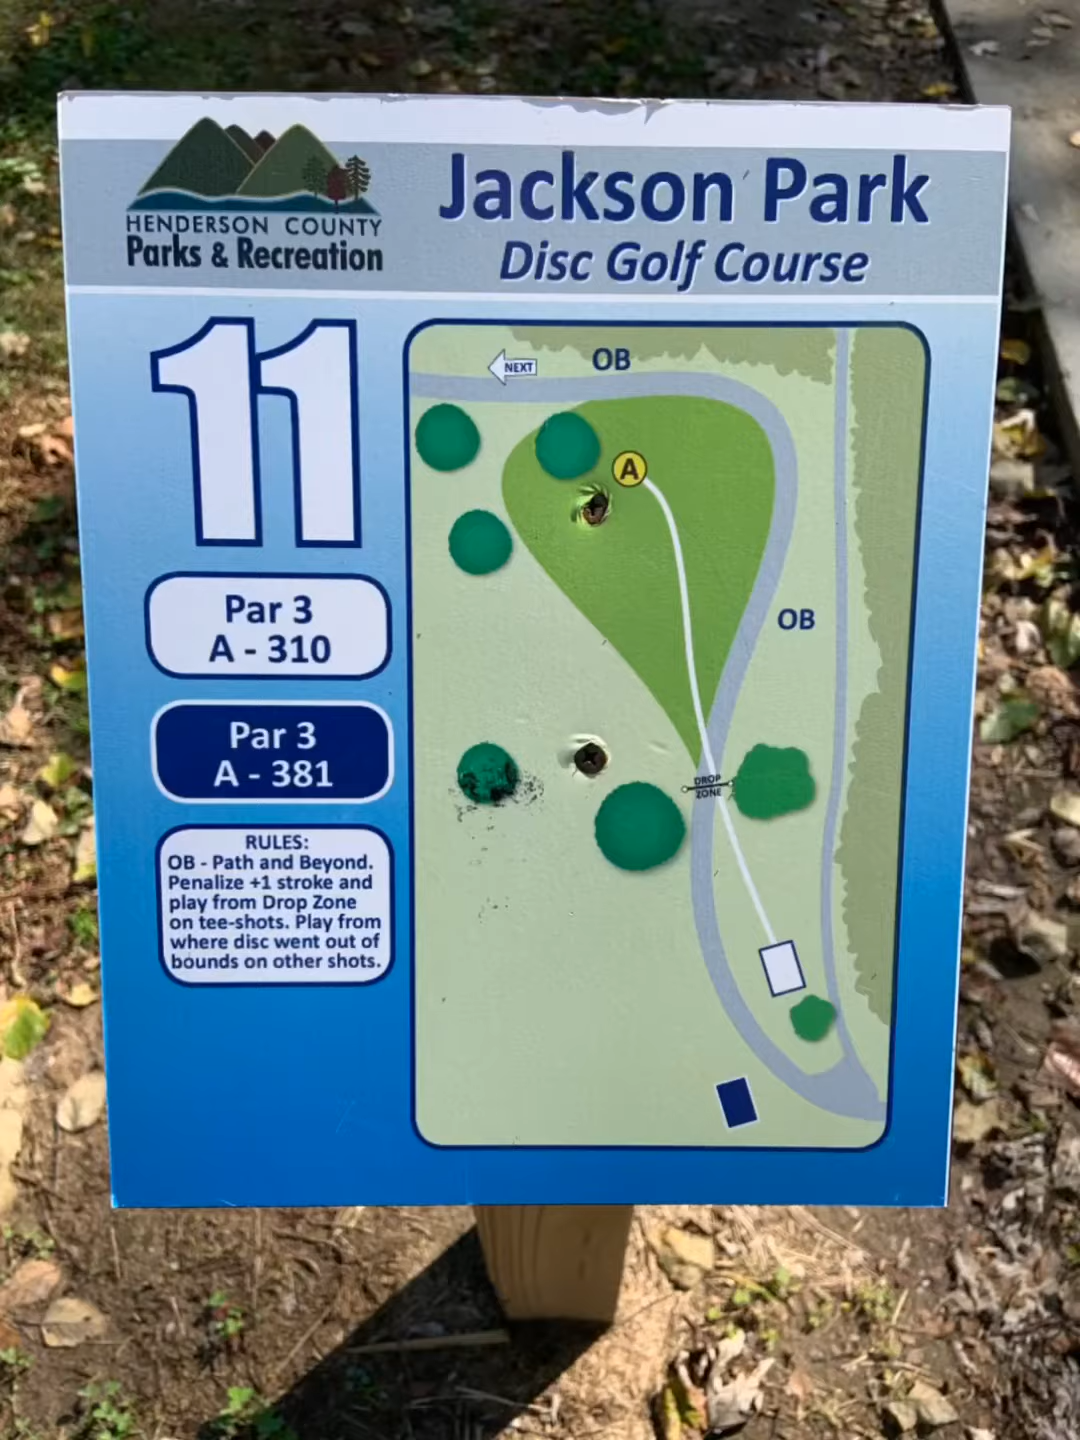 HENDERSON COUNTY
Parks & Recreation
Jackson Park
Disc Golf Course
11
Par 3
A - 310
Par 3
A - 381
RULES:
OB - Path and Beyond.
Penalize +1 stroke and
play from Drop Zone
on tee-shots. Play from
where disc went out of
bounds on other shots.
NEXT
OB
A
OB
DROP
ZONE